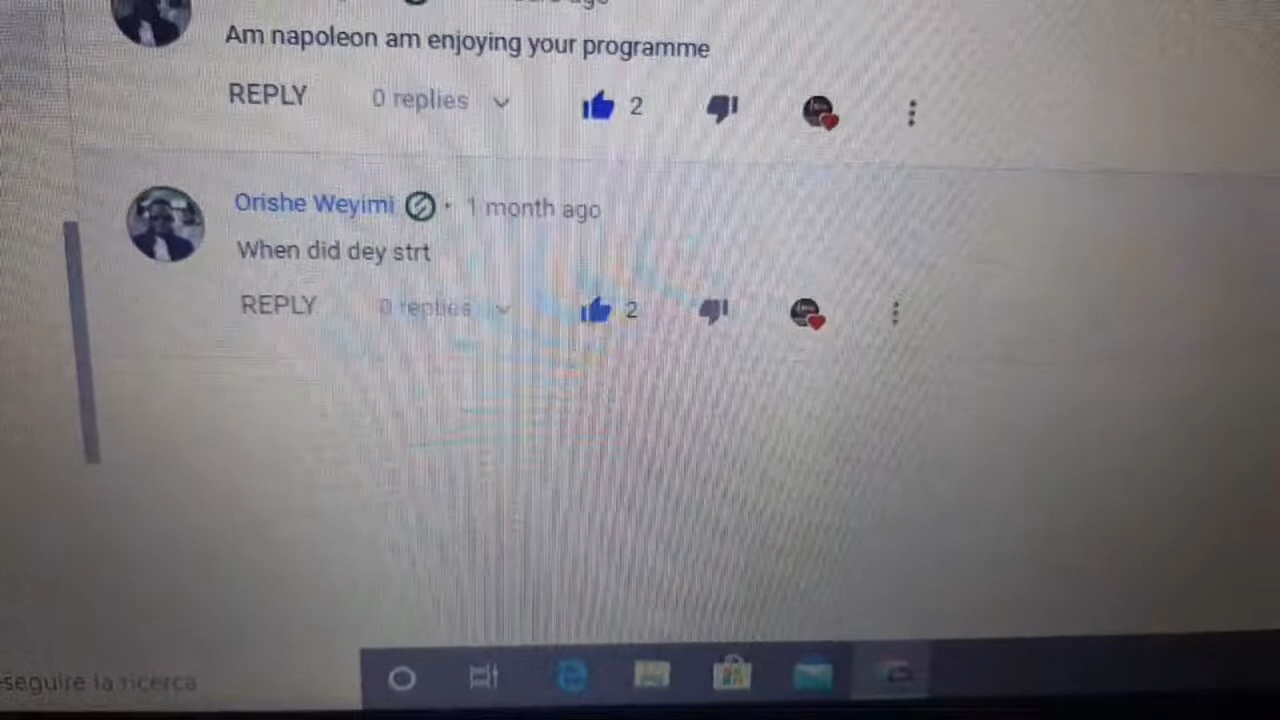 ago
Am napoleon am enjoying your programme
REPLY 0 replies 2
Orishe Weyimi • 1 month ago
When did dey strt
REPLY 0 replies 2
seguire la ricerca